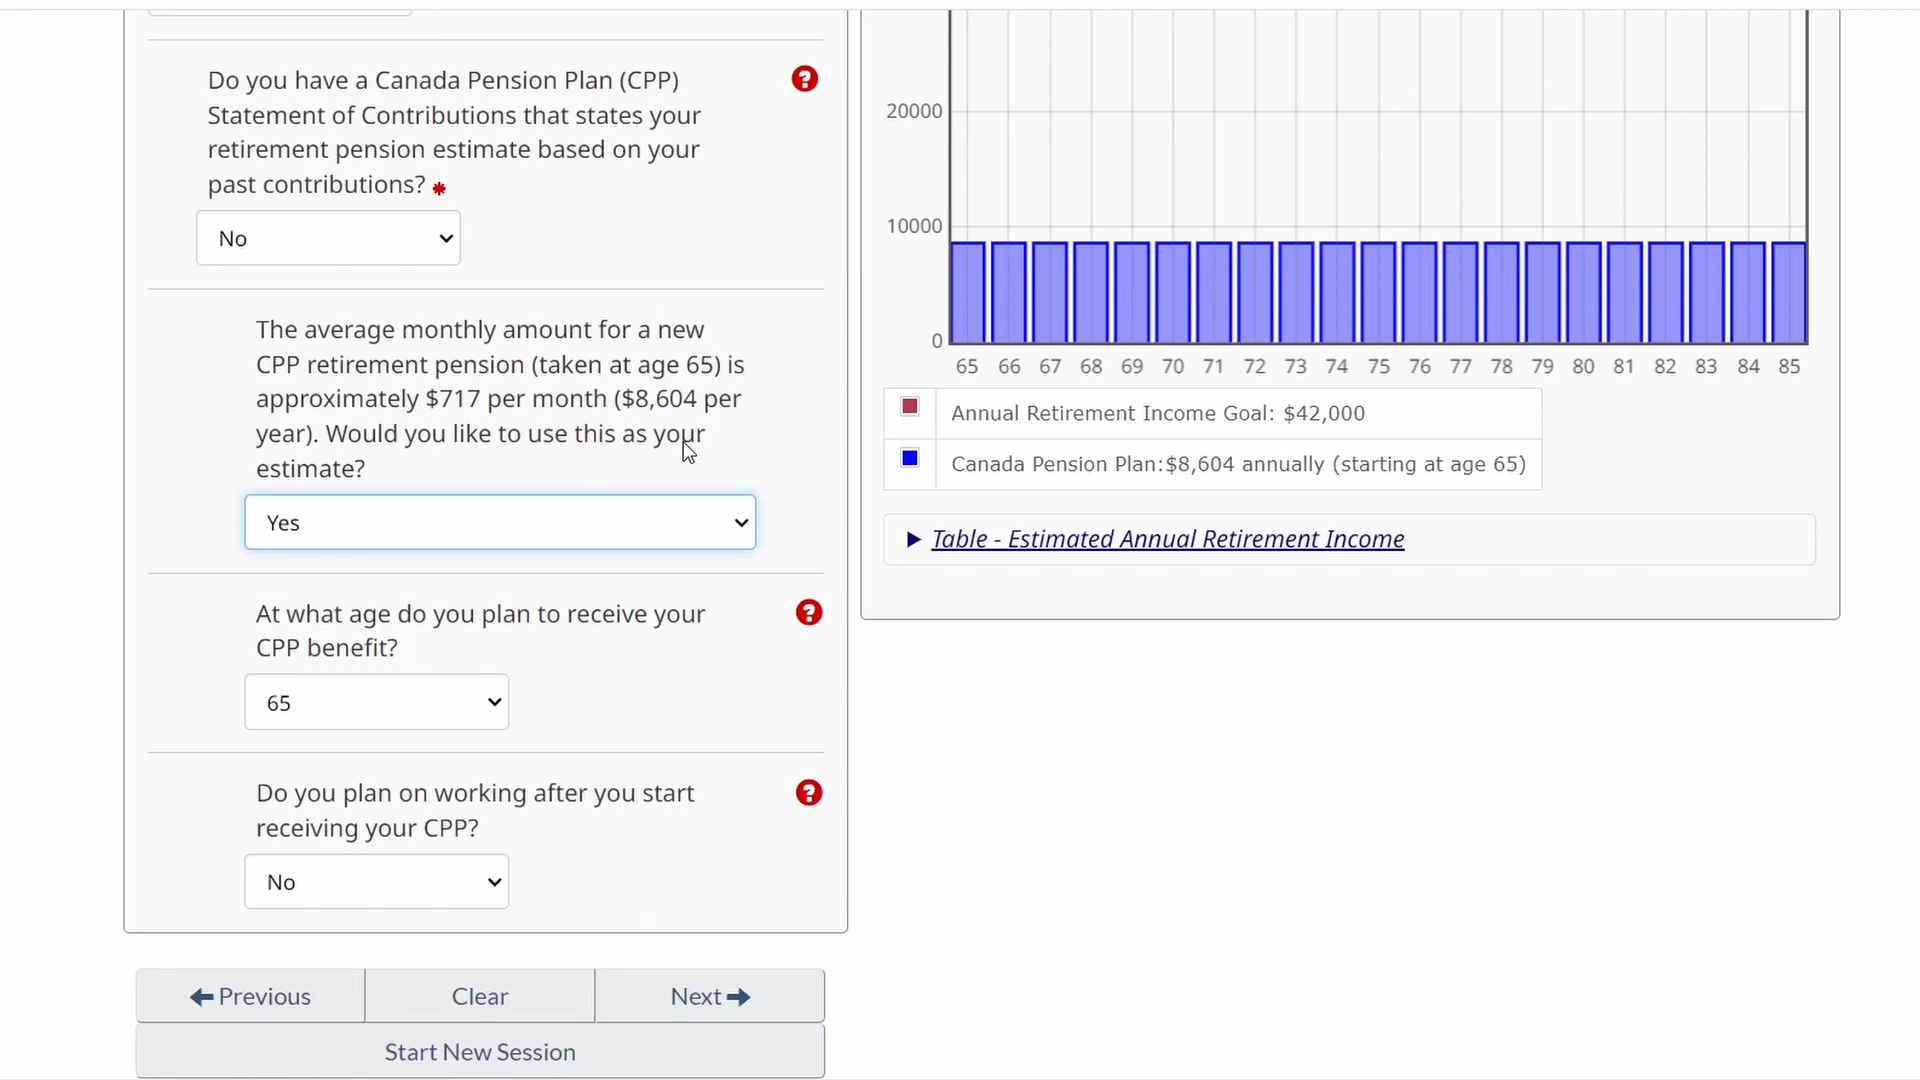 Do you have a Canada Pension Plan (CPP)
Statement of Contributions that states your
retirement pension estimate based on your
past contributions? *
No
The average monthly amount for a new
CPP retirement pension (taken at age 65) is
approximately $717 per month ($8,604 per
year). Would you like to use this as your
estimate?
Yes
At what age do you plan to receive your
CPP benefit?
65
Do you plan on working after you start
receiving your CPP?
No
Previous Clear Next
Start New Session
20000
10000
0
65 66 67 68 69 70 71 72 73 74 75 76 77 78 79 80 81 82 83 84 85
Annual Retirement Income Goal: $42,000
Canada Pension Plan:$8,604 annually (starting at age 65)
Table - Estimated Annual Retirement Income